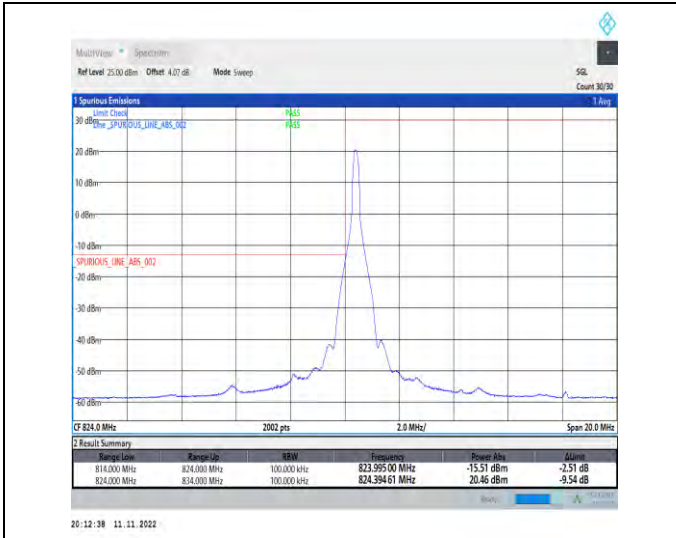 MultiView Spectrum
Ref Level 25.00 dBm Offset 4.07 dB Mode Sweep SGL
Count 30/30
1 Spurious Emissions 1 Avg
Limit Check PASS
30 dBm
Line _SPURIOUS_LINE_ABS_002 PASS
20 dBm
10 dBm
0 dBm
-10 dBm
SPURIOUS_LINE_ABS_002
-20 dBm
-30 dBm
-40 dBm
-50 dBm
-60 dBm
CF 824.0 MHz 2002 pts 2.0 MHz/ Span 20.0 MHz
2 Result Summary
Range Low Range Up RBW Frequency Power Abs ΔLimit
814.000 MHz 824.000 MHz 100.000 kHz 823.99500 MHz -15.51 dBm -2.51 dB
824.000 MHz 834.000 MHz 100.000 kHz 824.39461 MHz 20.46 dBm -9.54 dB
Ready
20:12:38 11.11.2022